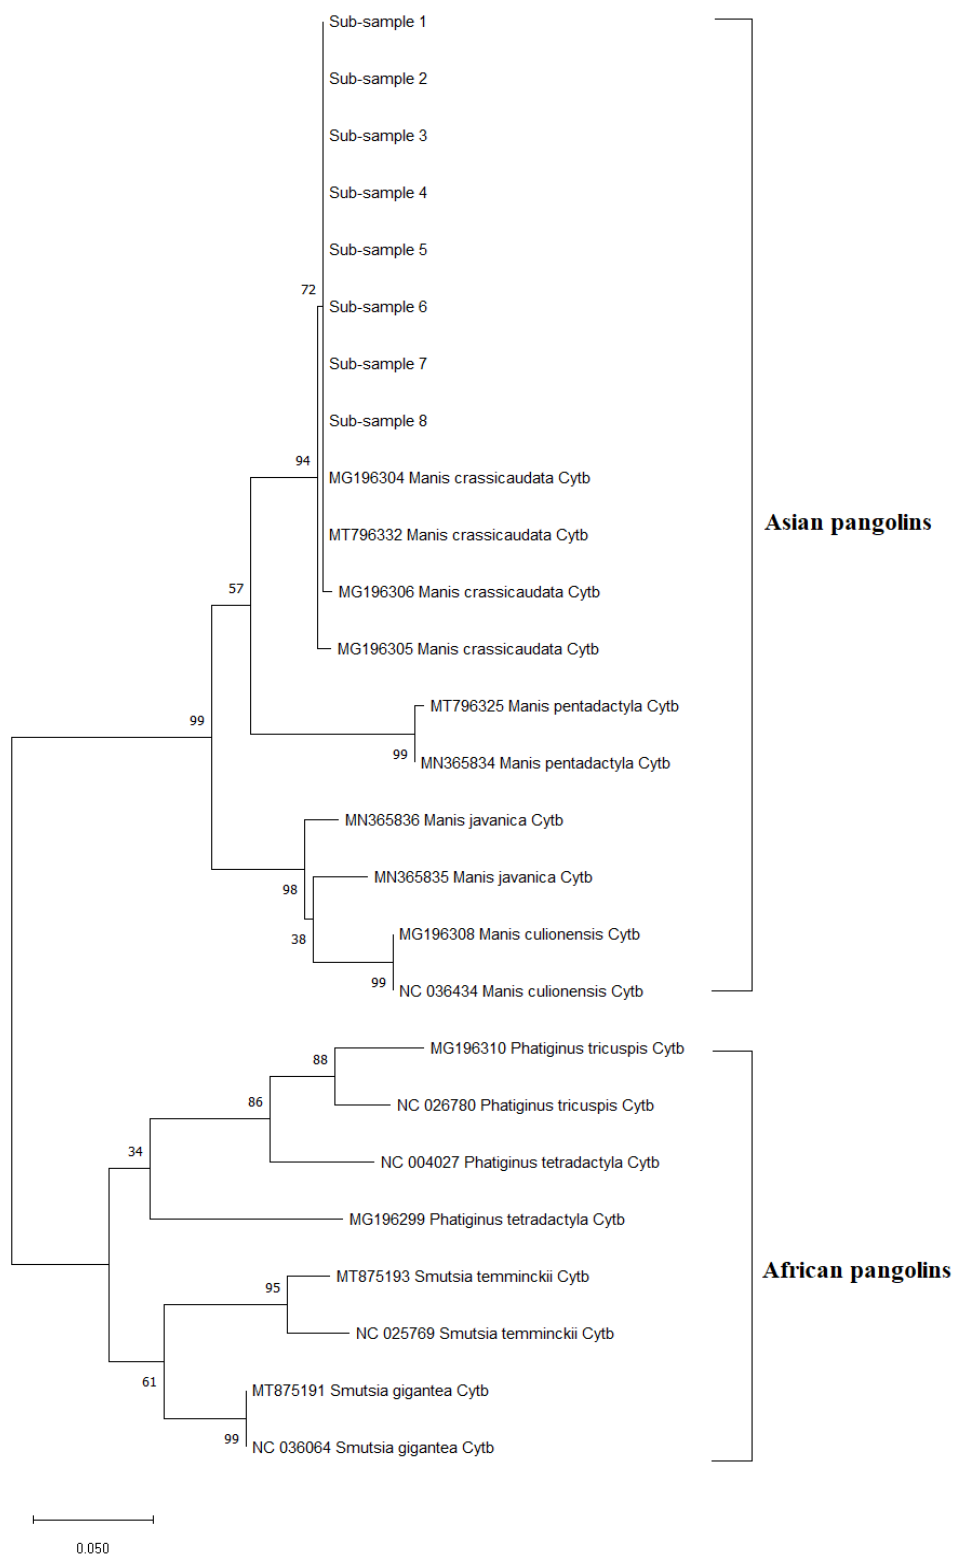 Sub-sample 1
Sub-sample 2
Sub-sample 3
Sub-sample 4
Sub-sample 5
72
Sub-sample 6
Sub-sample 7
Sub-sample 8
94
MG196304 Manis crassicaudata Cytb
Asian pangolins
MT796332 Manis crassicaudata Cytb
57
MG196306 Manis crassicaudata Cytb
MG196305 Manis crassicaudata Cytb
MT796325 Manis pentadactyla Cytb
99
99
MN365834 Manis pentadactyla Cytb
MN365836 Manis javanica Cytb
MN365835 Manis javanica Cytb
98
MG196308 Manis culionensis Cytb
38
99
NC 036434 Manis culionensis Cytb
MG196310 Phatiginus tricuspis Cytb
88
86
NC 026780 Phatiginus tricuspis Cytb
34
NC 004027 Phatiginus tetradactyla Cytb
MG196299 Phatiginus tetradactyla Cytb
African pangolins
MT875193 Smutsia temminckii Cytb
95
NC 025769 Smutsia temminckii Cytb
61
MT875191 Smutsia gigantea Cytb
99
NC 036064 Smutsia gigantea Cytb
0.050